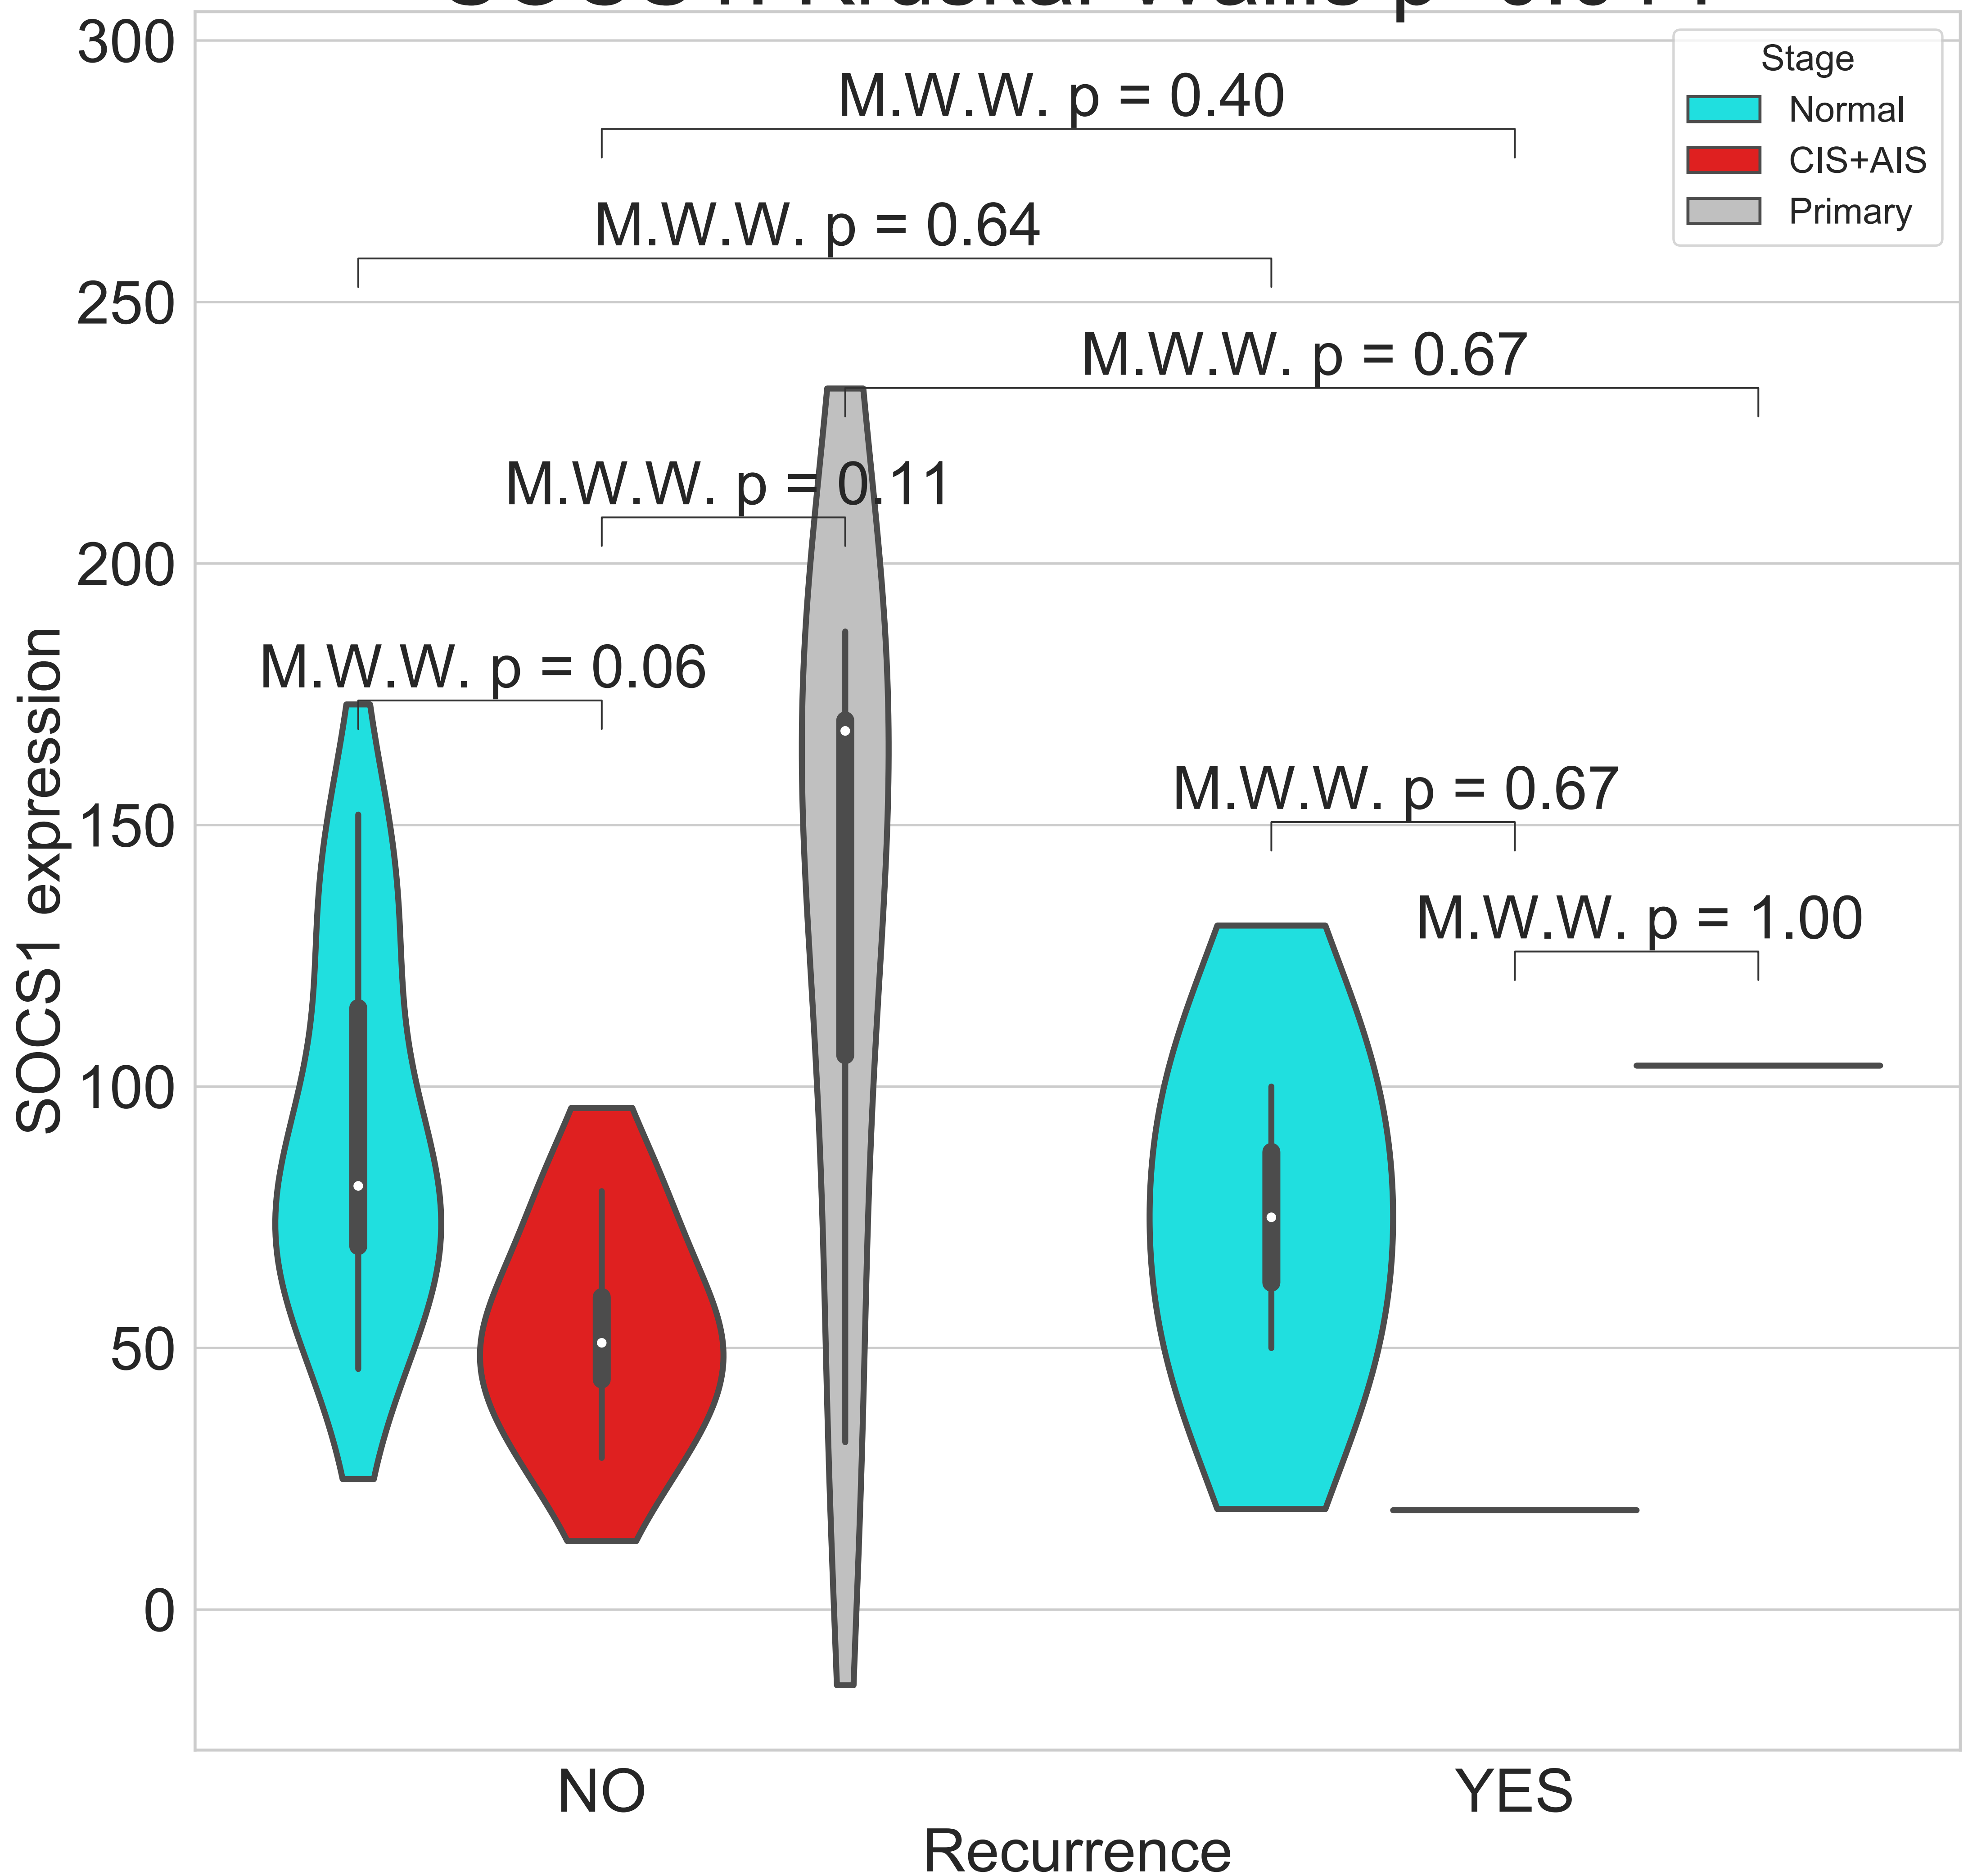 300
M.W.W. p = 0.40
Stage
Normal
CIS+AIS
Primary
M.W.W. p = 0.64
250
M.W.W. p = 0.67
M.W.W. p = 0.11
200
M.W.W. p = 0.06
SOCS1 expression
150
M.W.W. p = 0.67
M.W.W. p = 1.00
100
50
0
NO
YES
Recurrence